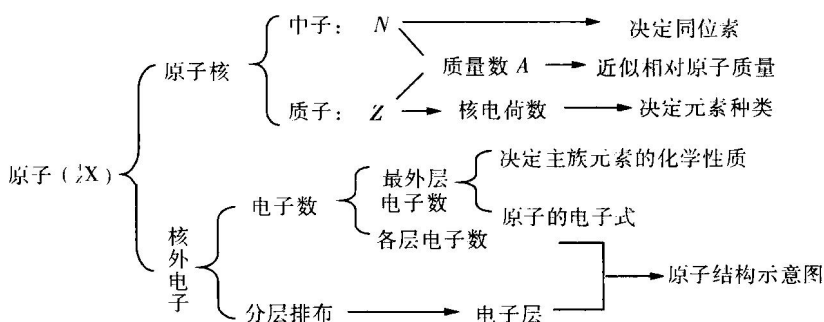 中子： N 决定同位素
原子核 质量数 A 近似相对原子质量
质子： Z 核电荷数 决定元素种类
原子（ᴬ_ZX）
决定主族元素的化学性质
电子数 最外层电子数
原子的电子式
各层电子数
核外电子
原子结构示意图
分层排布 电子层